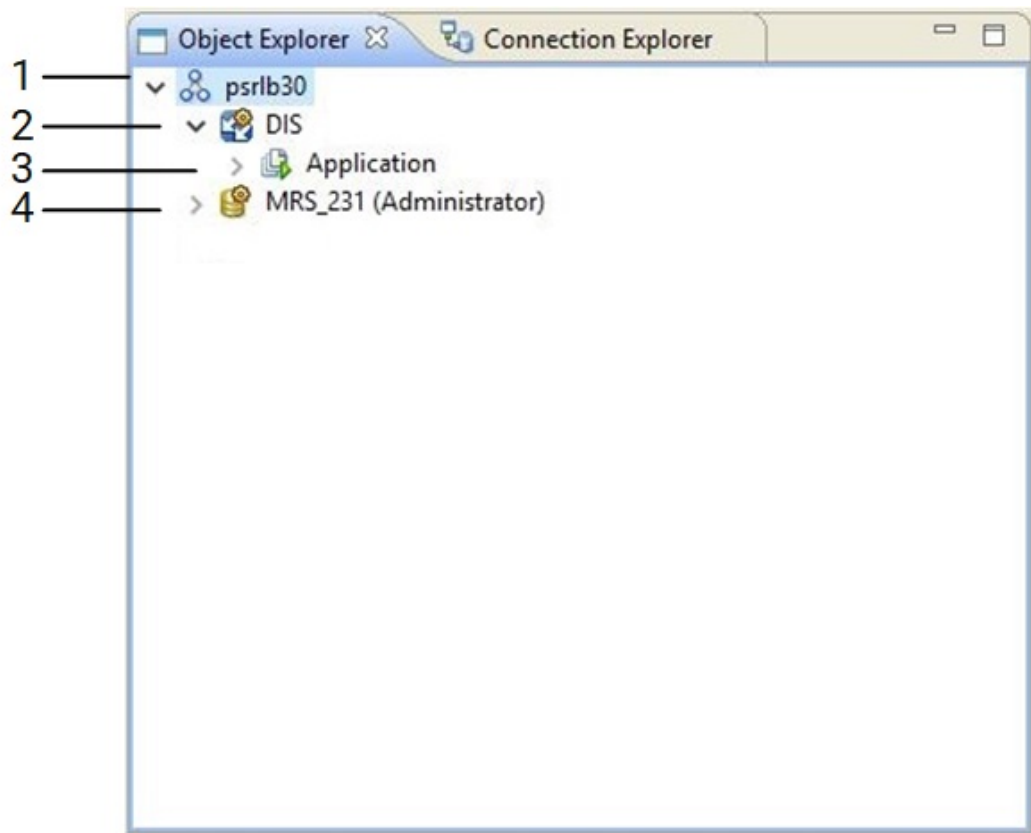 Object Explorer Connection Explorer
1 psrlb30
2 DIS
3 Application
4 MRS_231 (Administrator)